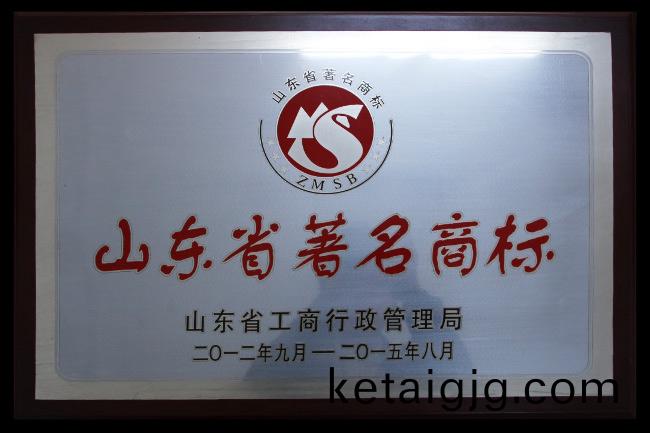 山东省著名商标
ZMSB
山东省著名商标
山东省工商行政管理局
二〇一二年九月——二〇一五年八月
ketaigjg.com